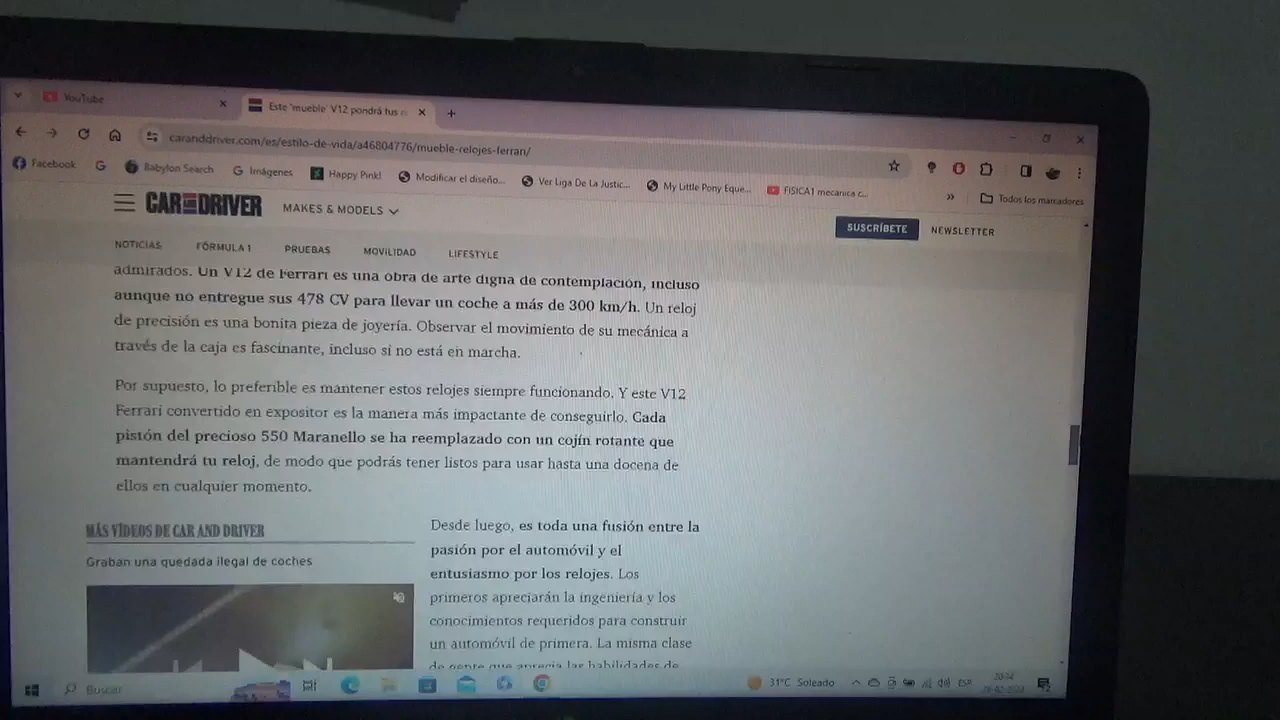 YouTube
Este 'mueble' V12 pondrá tus
caranddriver.com/es/estilo-de-vida/a46804776/mueble-relojes-ferran/
Facebook
Babylon Search
Imágenes
Happy Pink!
Modificar el diseño...
Ver Liga De La Justic...
My Little Pony Eque...
FISICA1 mecanica c...
»
Todos los marcadores
CAR AND DRIVER
MAKES & MODELS
SUSCRÍBETE
NEWSLETTER
NOTICIAS
FÓRMULA 1
PRUEBAS
MOVILIDAD
LIFESTYLE
admirados. Un V12 de Ferrari es una obra de arte digna de contemplación, incluso
aunque no entregue sus 478 CV para llevar un coche a más de 300 km/h. Un reloj
de precisión es una bonita pieza de joyería. Observar el movimiento de su mecánica a
través de la caja es fascinante, incluso si no está en marcha.
Por supuesto, lo preferible es mantener estos relojes siempre funcionando. Y este V12
Ferrari convertido en expositor es la manera más impactante de conseguirlo. Cada
pistón del precioso 550 Maranello se ha reemplazado con un cojín rotante que
mantendrá tu reloj, de modo que podrás tener listos para usar hasta una docena de
ellos en cualquier momento.
MÁS VÍDEOS DE CAR AND DRIVER
Graban una quedada ilegal de coches
Desde luego, es toda una fusión entre la
pasión por el automóvil y el
entusiasmo por los relojes. Los
primeros apreciarán la ingeniería y los
conocimientos requeridos para construir
un automóvil de primera. La misma clase
de gente que aprecia las habilidades de
Buscar
31°C Soleado
ESP